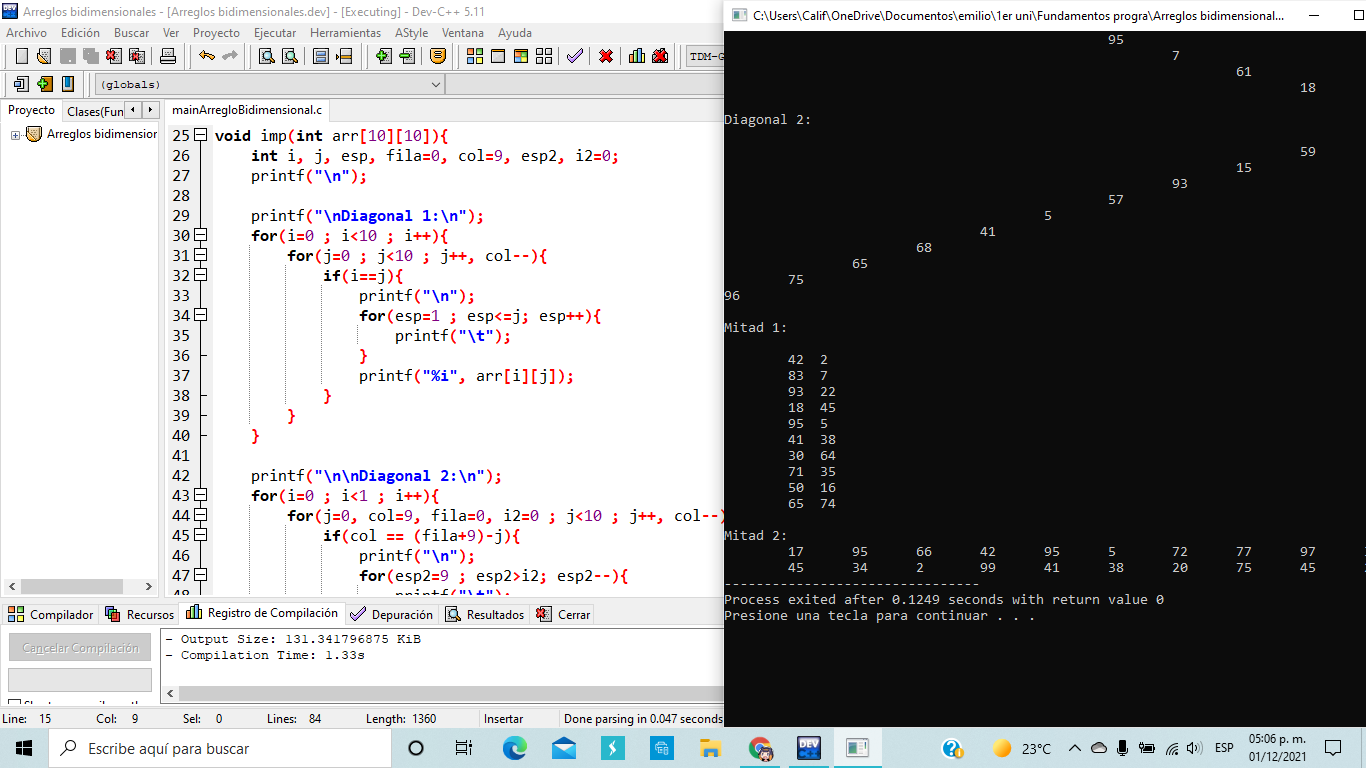 Arreglos bidimensionales - [Arreglos bidimensionales.dev] - [Executing] - Dev-C++ 5.11
Archivo Edición Buscar Ver Proyecto Ejecutar Herramientas AStyle Ventana Ayuda
TDM-G
(globals)
Proyecto Clases(Fun
mainArregloBidimensional.c
Arreglos bidimension
25 void imp(int arr[10][10]){
26 int i, j, esp, fila=0, col=9, esp2, i2=0;
27 printf("\n");
28
29 printf("\nDiagonal 1:\n");
30 for(i=0 ; i<10 ; i++){
31 for(j=0 ; j<10 ; j++, col--){
32 if(i==j){
33 printf("\n");
34 for(esp=1 ; esp<=j; esp++){
35 printf("\t");
36 }
37 printf("%i", arr[i][j]);
38 }
39 }
40 }
41
42 printf("\n\nDiagonal 2:\n");
43 for(i=0 ; i<1 ; i++){
44 for(j=0, col=9, fila=0, i2=0 ; j<10 ; j++, col--
45 if(col == (fila+9)-j){
46 printf("\n");
47 for(esp2=9 ; esp2>i2; esp2--){
Compilador Recursos Registro de Compilación Depuración Resultados Cerrar
Cancelar Compilación
- Output Size: 131.341796875 KiB
- Compilation Time: 1.33s
Line: 15 Col: 9 Sel: 0 Lines: 84 Length: 1360 Insertar Done parsing in 0.047 seconds
C:\Users\Calif\OneDrive\Documentos\emilio\1er uni\Fundamentos progra\Arreglos bidimensional...
95
7
61
18
Diagonal 2:
59
15
93
57
5
41
68
65
75
96
Mitad 1:
42 2
83 7
93 22
18 45
95 5
41 38
30 64
71 35
50 16
65 74
Mitad 2:
17 95 66 42 95 5 72 77 97
45 34 2 99 41 38 20 75 45
--------------------------------
Process exited after 0.1249 seconds with return value 0
Presione una tecla para continuar . . .
Escribe aquí para buscar
DEV
23°C
ESP
05:06 p. m.
01/12/2021